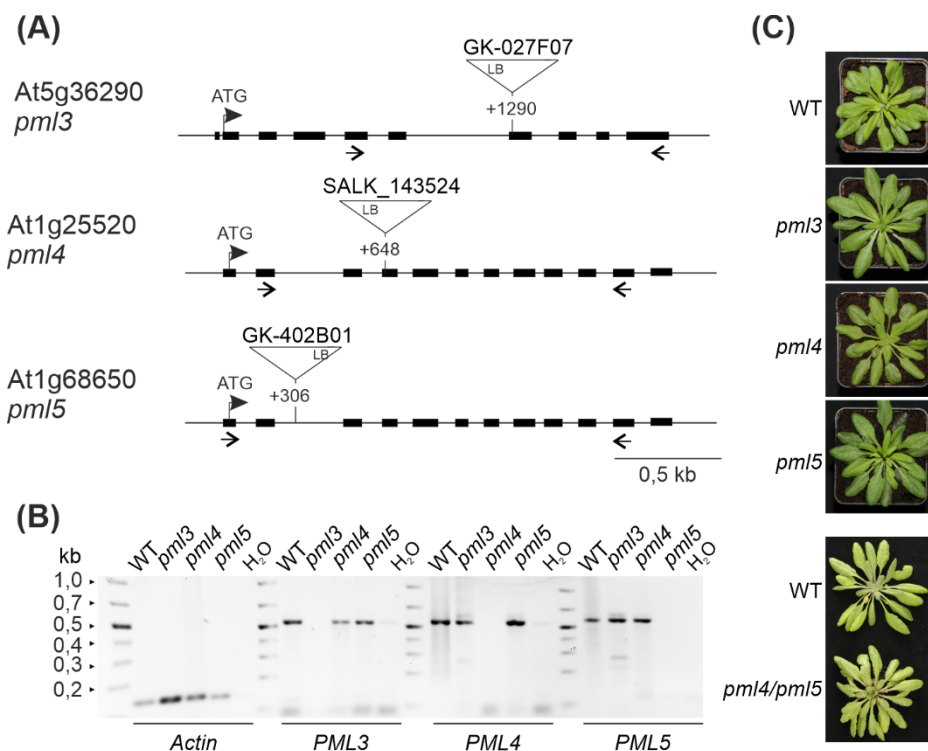 (A)
At5g36290
pml3
ATG
GK-027F07
LB
+1290
At1g25520
pml4
ATG
SALK_143524
LB
+648
At1g68650
pml5
ATG
GK-402B01
LB
+306
0,5 kb
(B)
kb
1,0
0,7
0,5
0,4
0,3
0,2
WT pml3 pml4 pml5 H₂O
WT pml3 pml4 pml5 H₂O
WT pml3 pml4 pml5 H₂O
WT pml3 pml4 pml5 H₂O
Actin
PML3
PML4
PML5
(C)
WT
pml3
pml4
pml5
WT
pml4/pml5